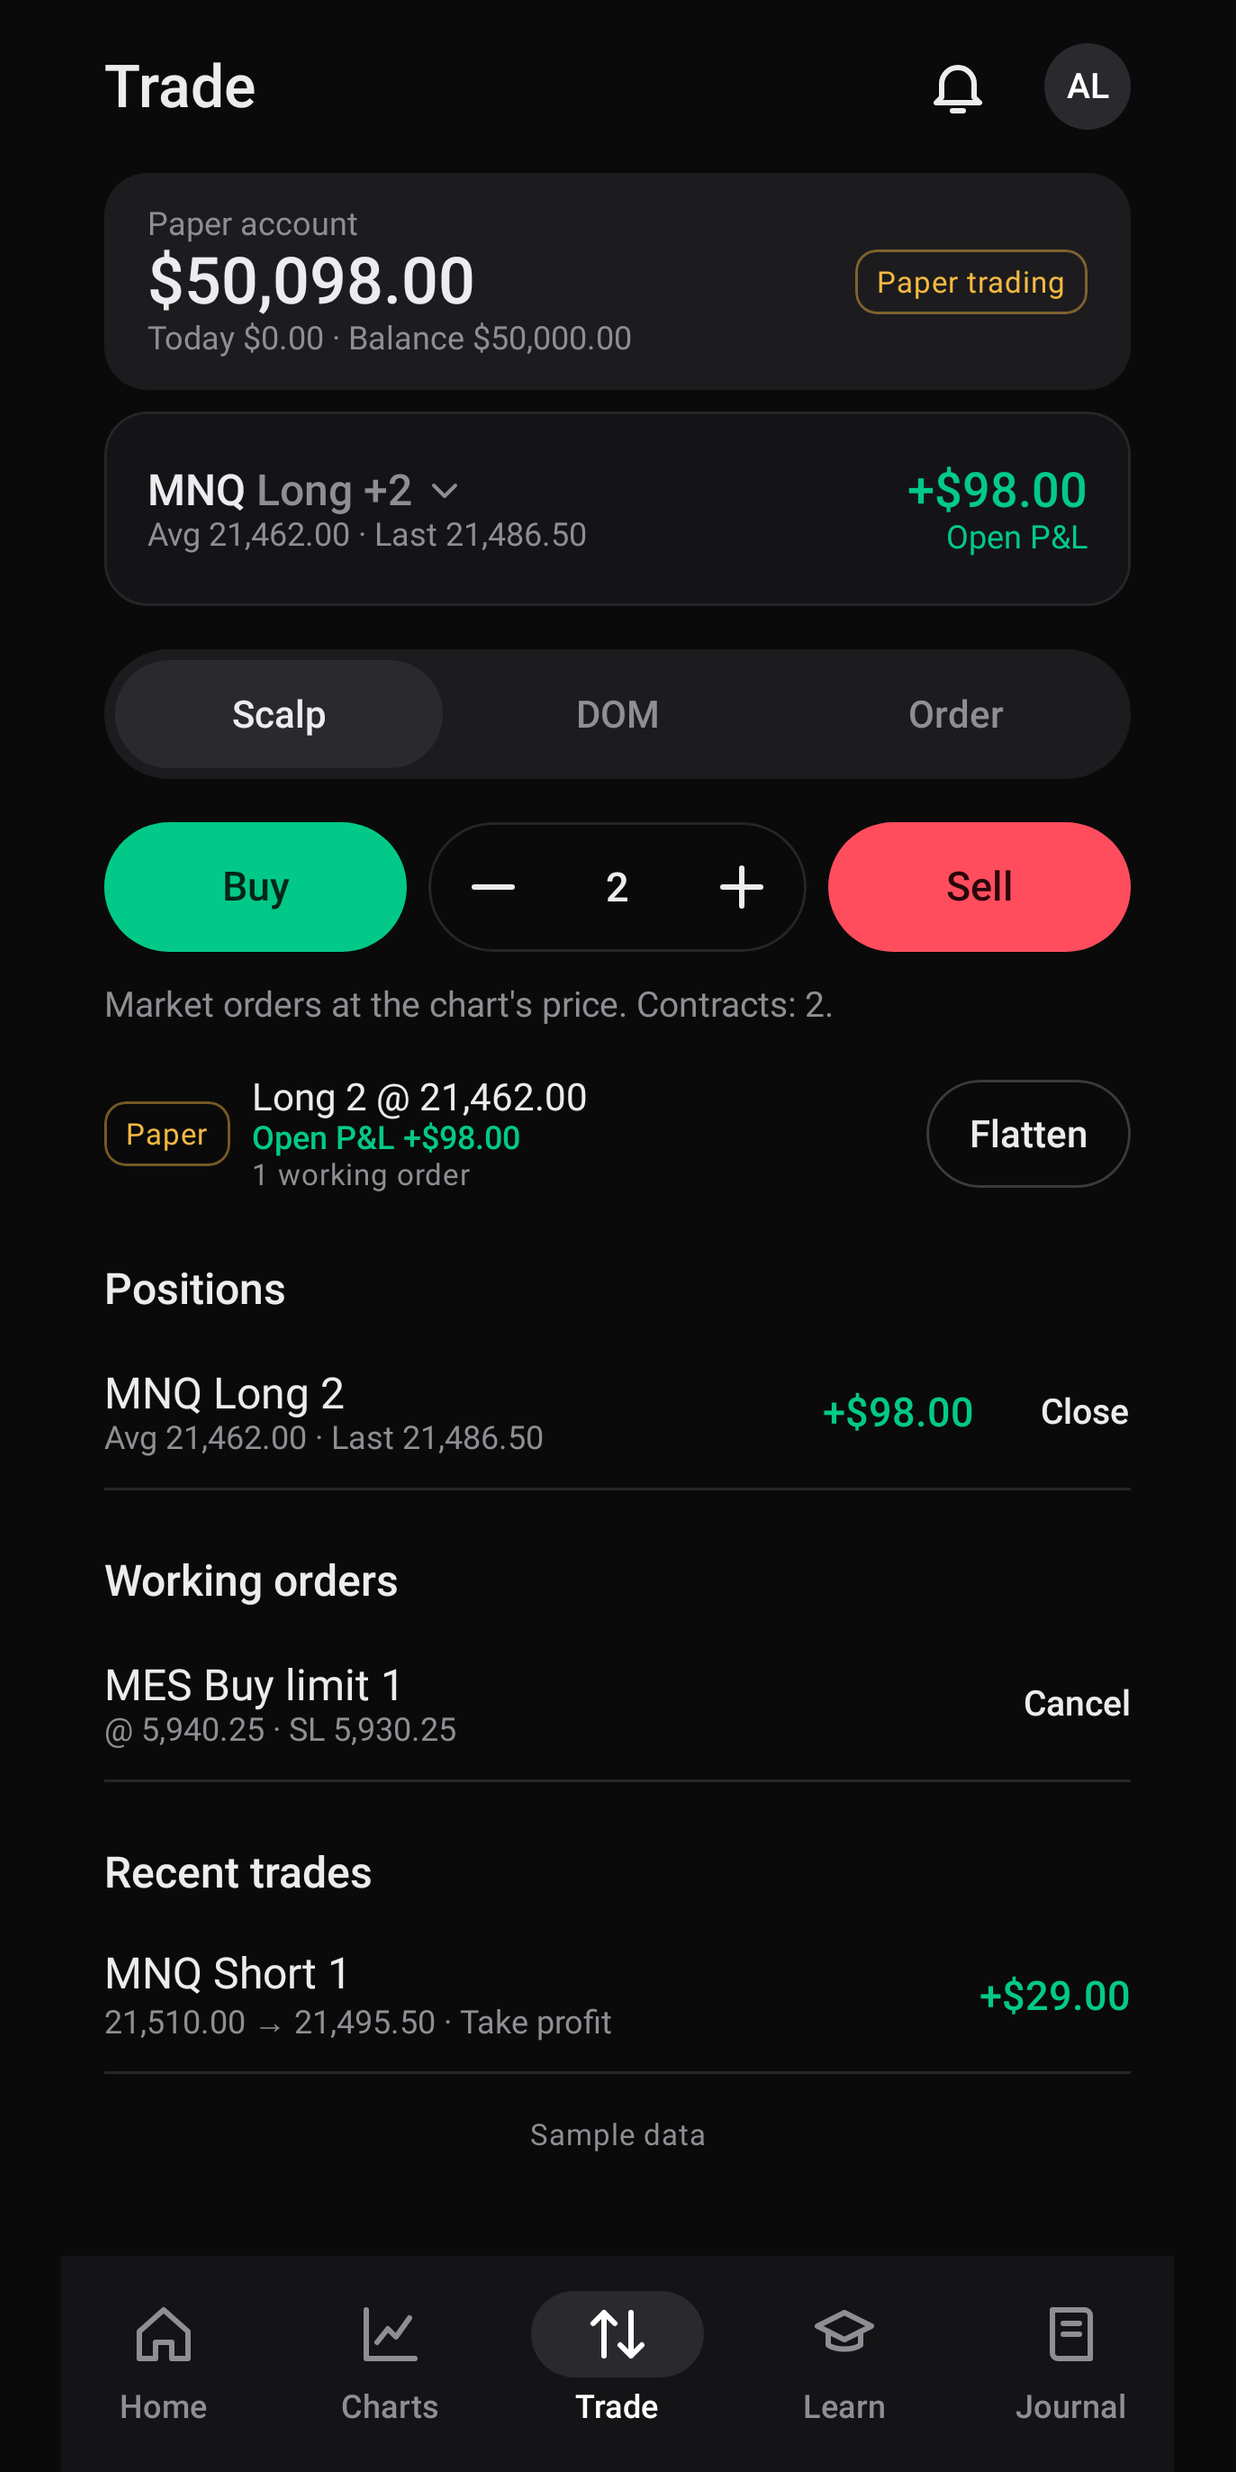 Trade
AL
Paper account
$50,098.00
Paper trading
Today $0.00 · Balance $50,000.00
MNQ Long +2
+$98.00
Avg 21,462.00 · Last 21,486.50
Open P&L
Scalp
DOM
Order
Buy
2
Sell
Market orders at the chart's price. Contracts: 2.
Paper
Long 2 @ 21,462.00
Open P&L +$98.00
1 working order
Flatten
Positions
MNQ Long 2
Avg 21,462.00 · Last 21,486.50
+$98.00
Close
Working orders
MES Buy limit 1
@ 5,940.25 · SL 5,930.25
Cancel
Recent trades
MNQ Short 1
21,510.00 → 21,495.50 · Take profit
+$29.00
Sample data
Home
Charts
Trade
Learn
Journal